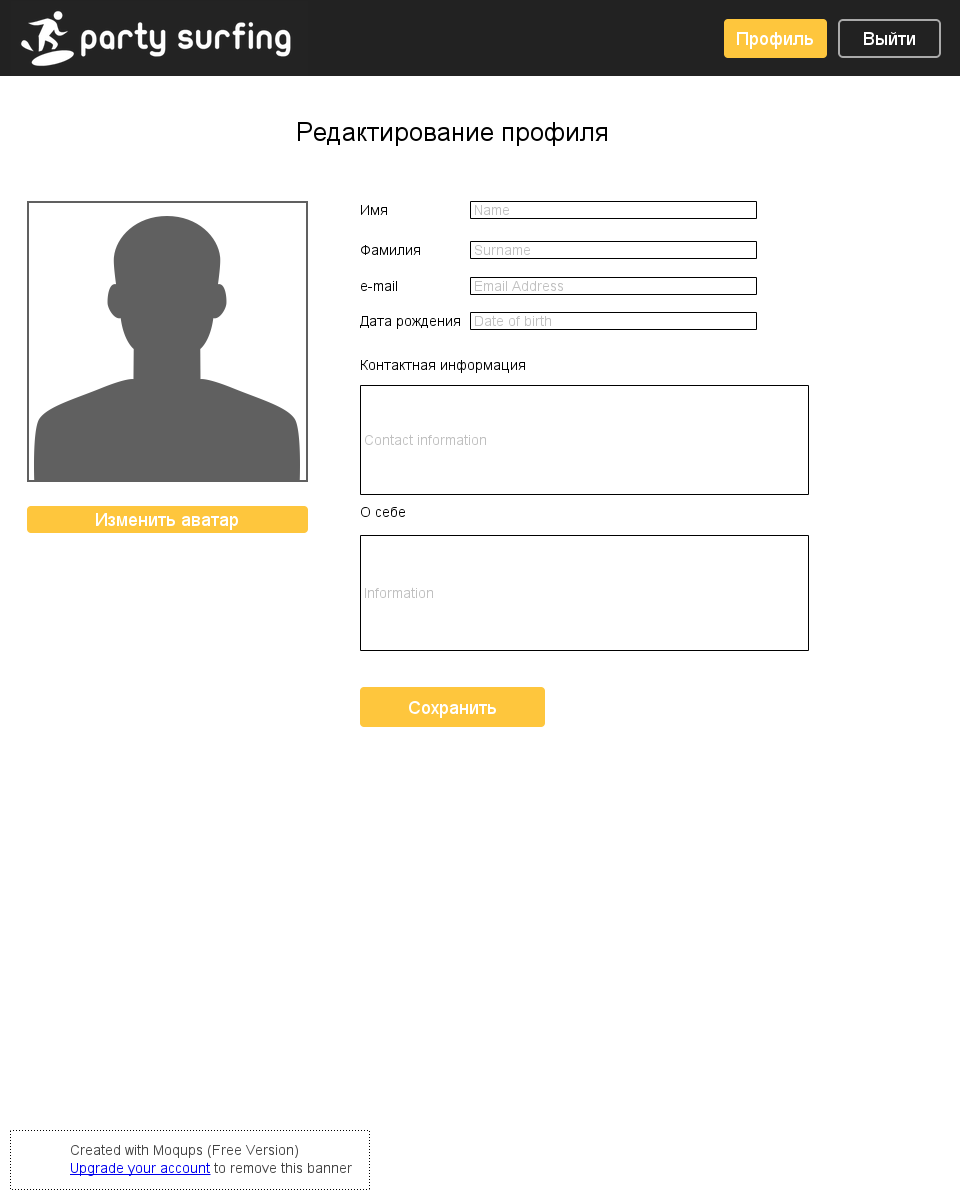 party surfing
Профиль
Выйти
Редактирование профиля
Имя
Name
Фамилия
Surname
e-mail
Email Address
Дата рождения
Date of birth
Контактная информация
Contact information
Изменить аватар
О себе
Information
Сохранить
Created with Moqups (Free Version)
Upgrade your account to remove this banner